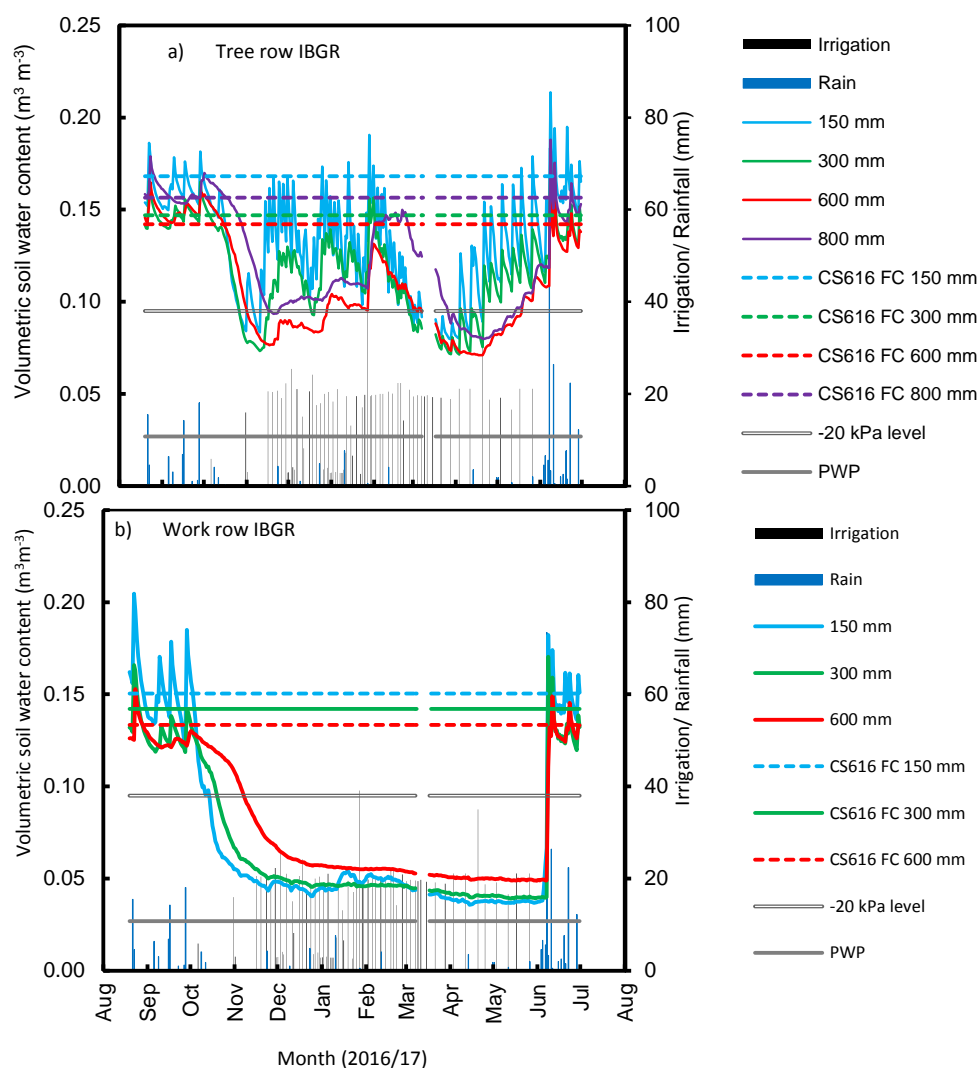 a) Tree row IBGR
Volumetric soil water content (m³ m⁻³)
0.25
0.20
0.15
0.10
0.05
0.00
100
80
60
40
20
0
Irrigation/ Rainfall (mm)
Irrigation
Rain
150 mm
300 mm
600 mm
800 mm
CS616 FC 150 mm
CS616 FC 300 mm
CS616 FC 600 mm
CS616 FC 800 mm
-20 kPa level
PWP
b) Work row IBGR
Volumetric soil water content (m³m⁻³)
0.25
0.20
0.15
0.10
0.05
0.00
100
80
60
40
20
0
Irrigation/ Rainfall (mm)
Irrigation
Rain
150 mm
300 mm
600 mm
CS616 FC 150 mm
CS616 FC 300 mm
CS616 FC 600 mm
-20 kPa level
PWP
Aug Sep Oct Nov Dec Jan Feb Mar Apr May Jun Jul Aug
Month (2016/17)